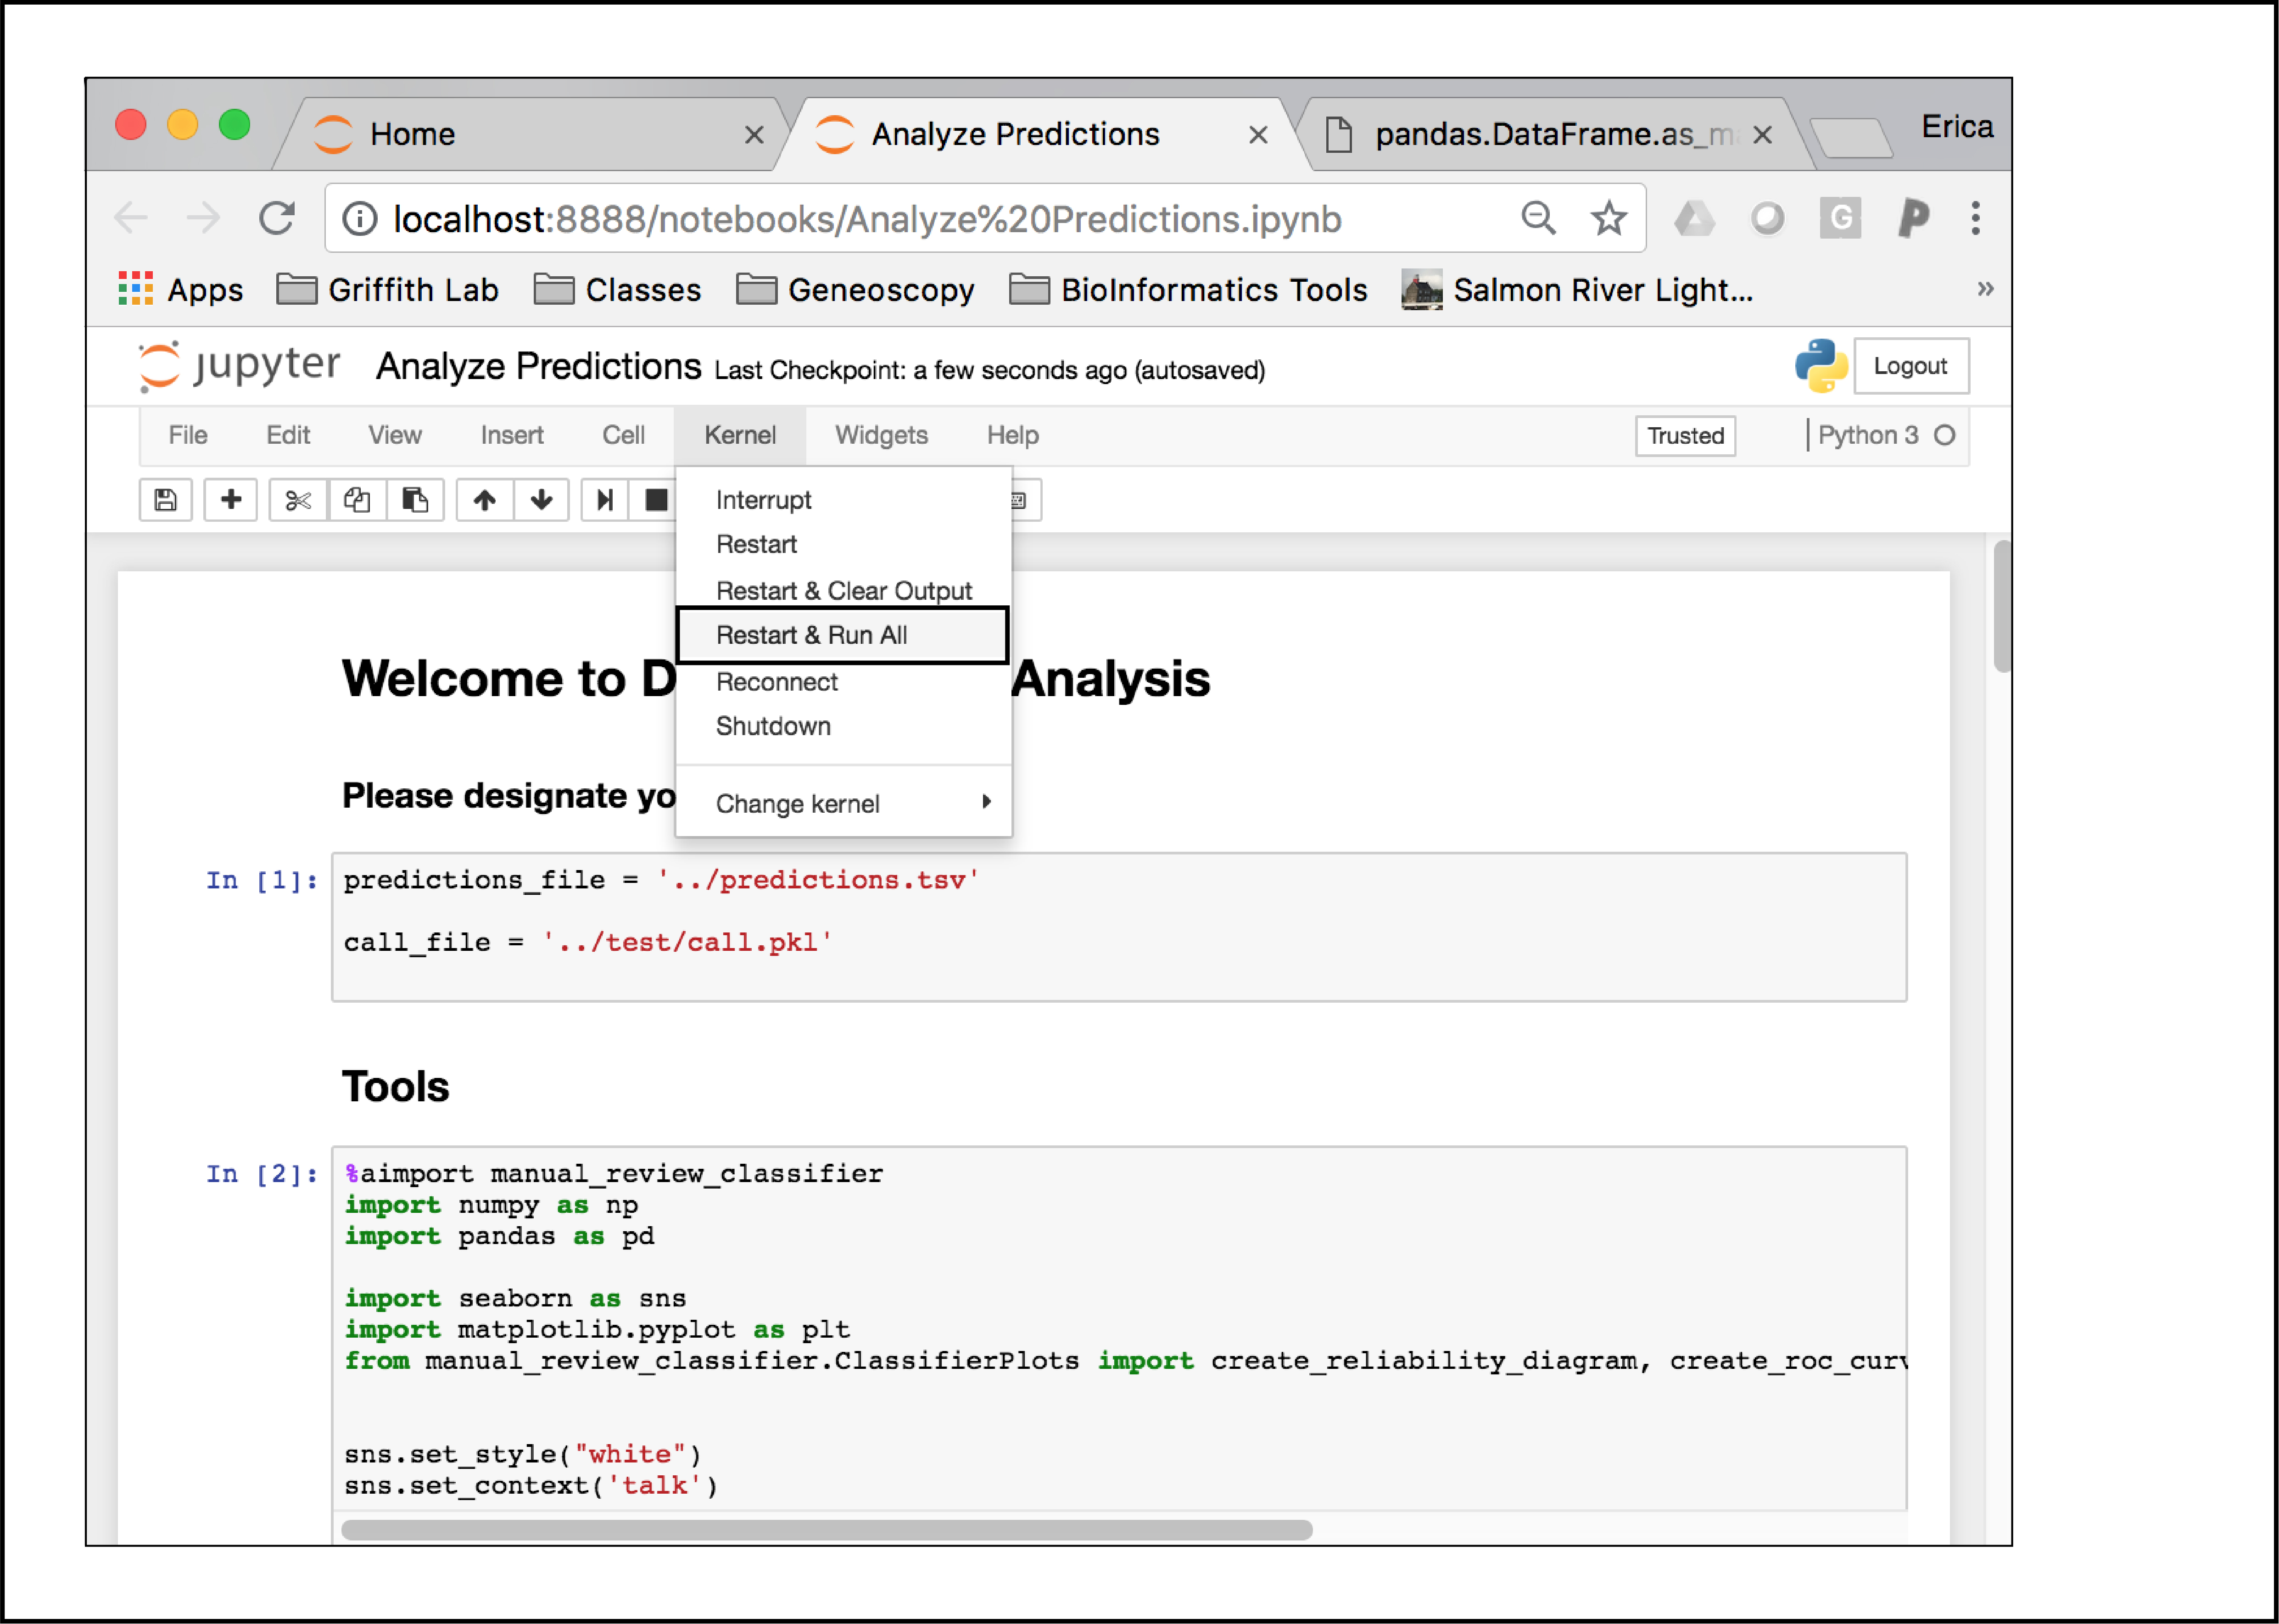 Home
Analyze Predictions
pandas.DataFrame.as_m
Erica
localhost:8888/notebooks/Analyze%20Predictions.ipynb
G
P
Apps Griffith Lab Classes Geneoscopy BioInformatics Tools Salmon River Light... »
jupyter Analyze Predictions Last Checkpoint: a few seconds ago (autosaved)
Logout
File Edit View Insert Cell Kernel Widgets Help Trusted Python 3
Interrupt
Restart
Restart & Clear Output
Restart & Run All
Reconnect
Shutdown
Change kernel
Welcome to D Analysis
Please designate yo
In [1]: predictions_file = '../predictions.tsv'
call_file = '../test/call.pkl'
Tools
In [2]: %aimport manual_review_classifier
import numpy as np
import pandas as pd
import seaborn as sns
import matplotlib.pyplot as plt
from manual_review_classifier.ClassifierPlots import create_reliability_diagram, create_roc_curv
sns.set_style("white")
sns.set_context('talk')